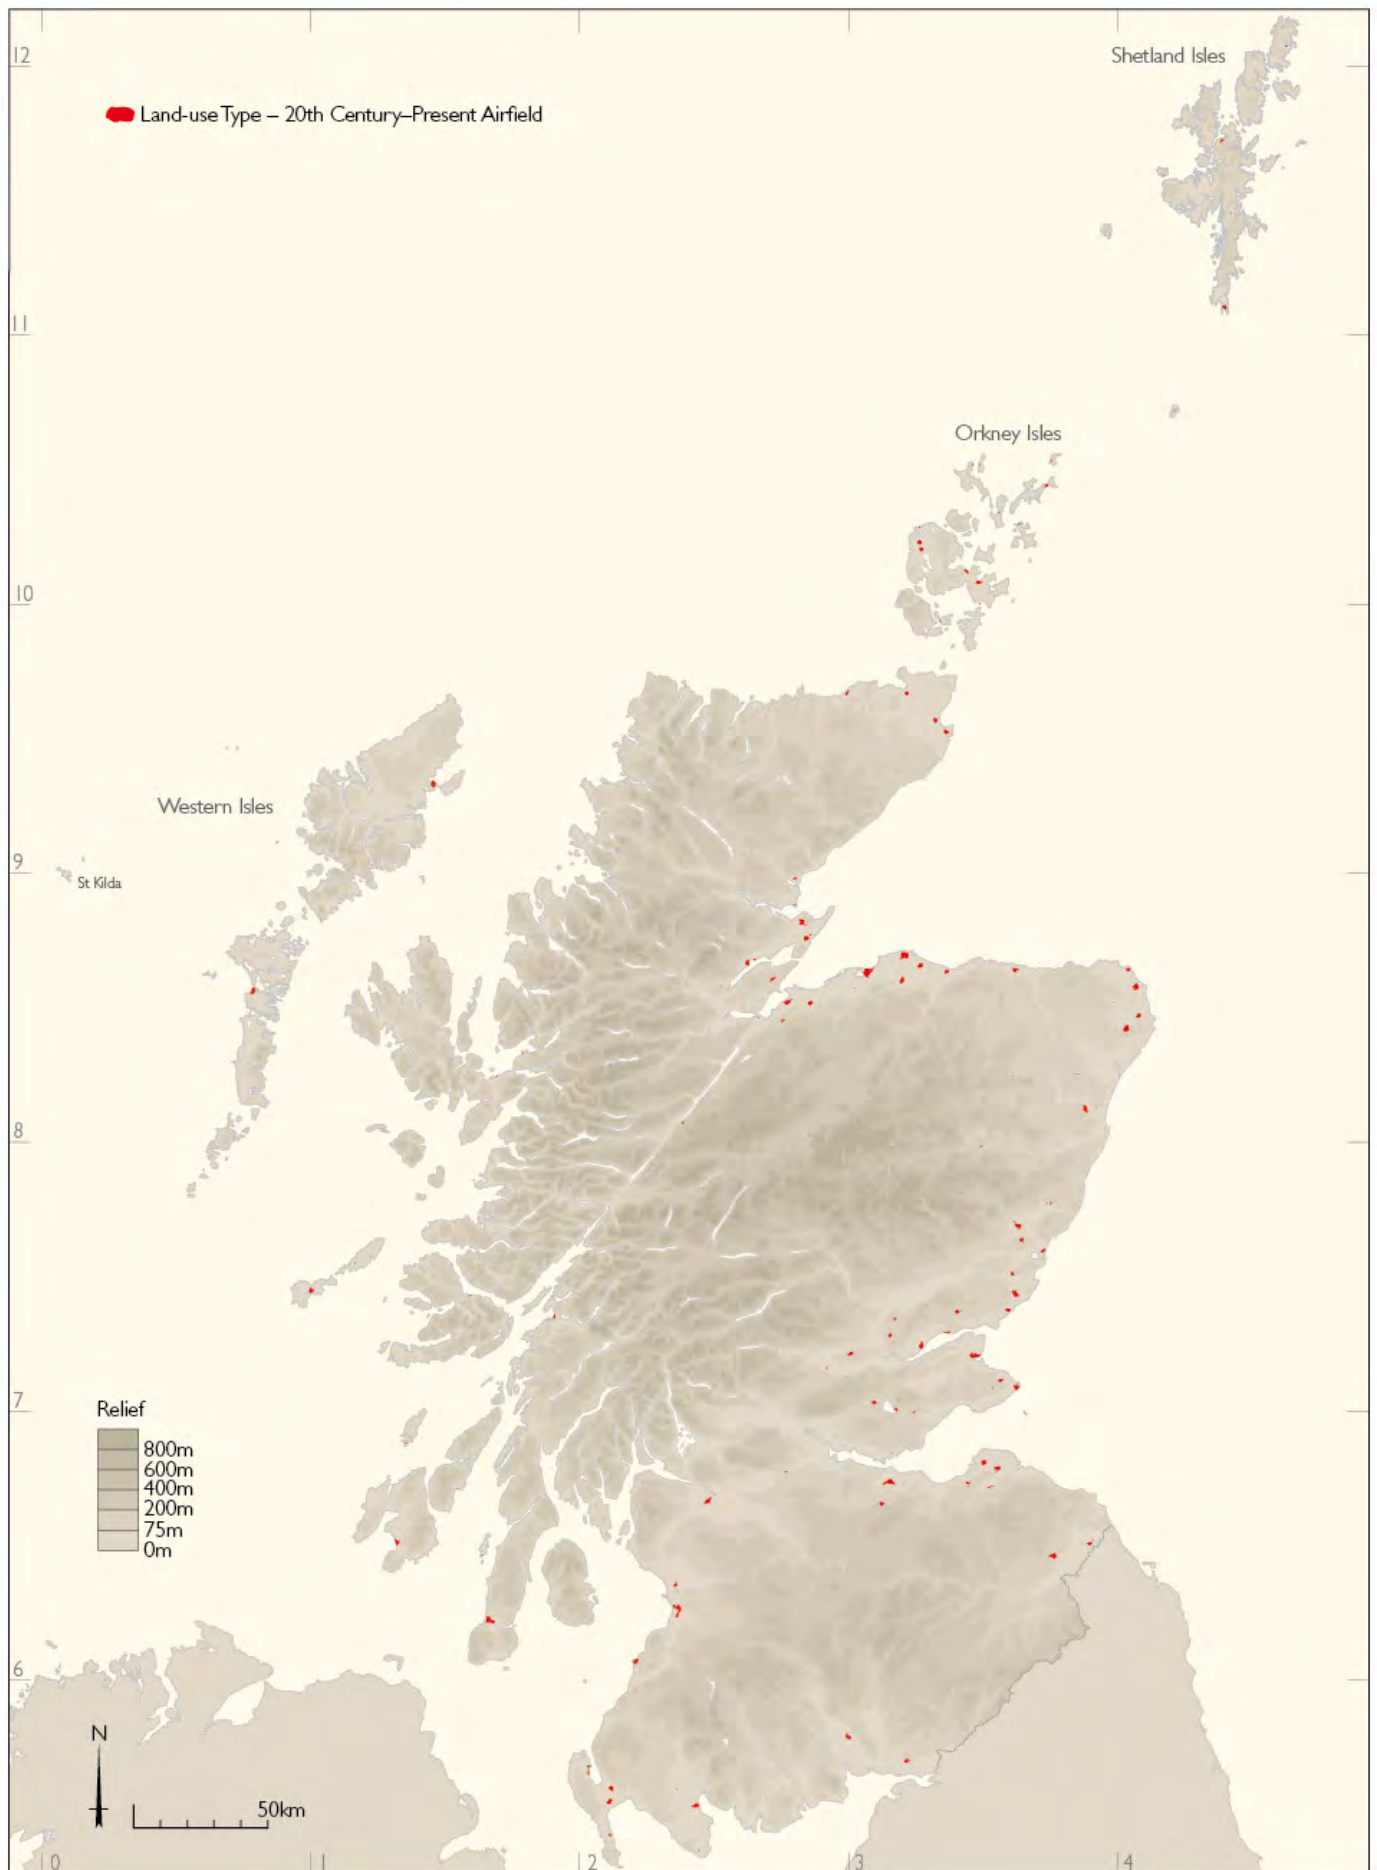 12
Shetland Isles
Land-use Type – 20th Century–Present Airfield
11
Orkney Isles
10
Western Isles
9
St Kilda
8
7
Relief
800m
600m
400m
200m
75m
0m
6
N
50km
0
1
2
3
4